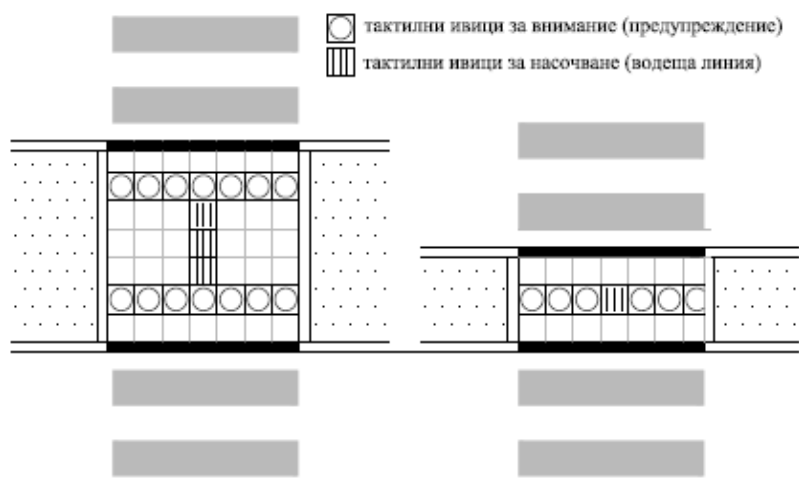 тактилни ивици за внимание (предупреждение)
тактилни ивици за насочване (водеща линия)